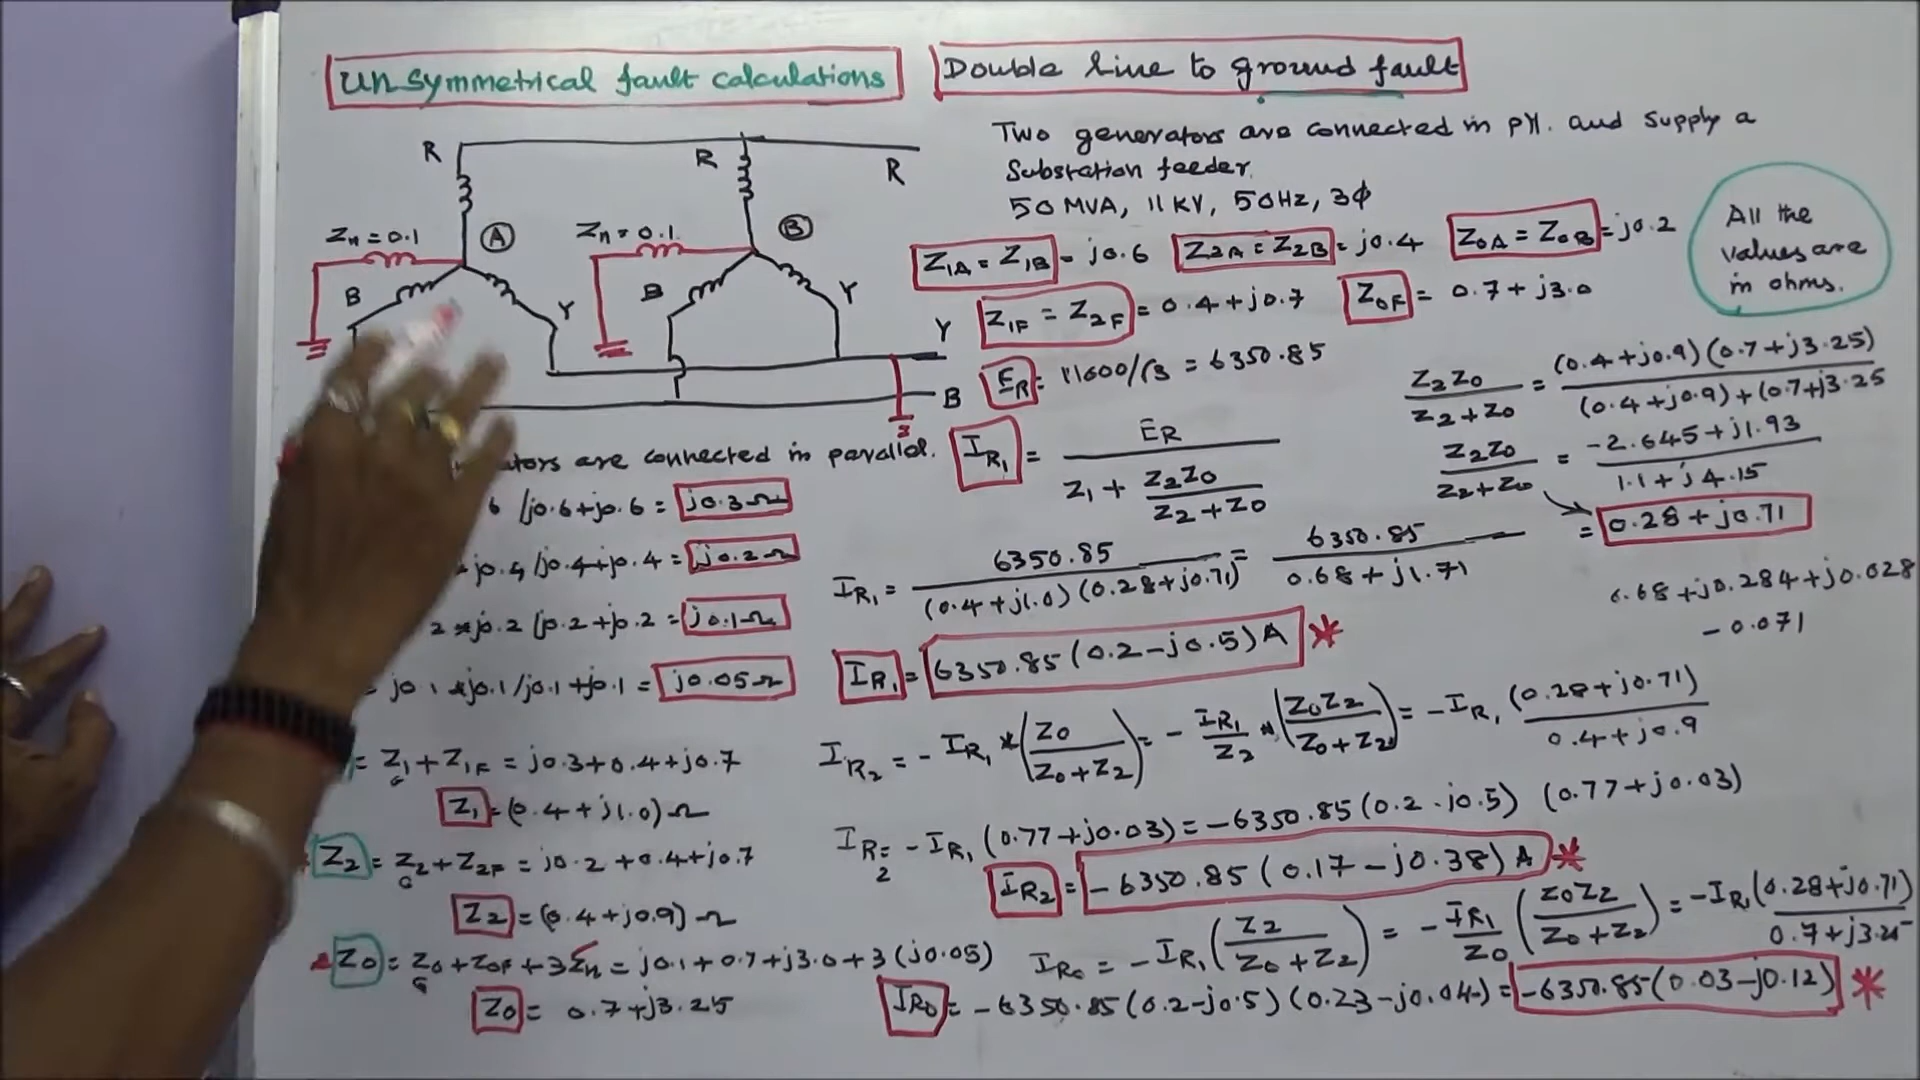 Unsymmetrical fault calculations
Double line to ground fault
R
R
R
Zn = 0.1
A
Zn = 0.1
B
B
Y
B
Y
Y
B
Two generators are connected in pll. and supply a
Substation feeder.
50 MVA, 11 KV, 50Hz, 3ϕ
Z1A = Z1B = j0.6 Z2A = Z2B = j0.4 Z0A = Z0B = j0.2
Z1F = Z2F = 0.4 + j0.7 Z0F = 0.7 + j3.0
All the
values are
in ohms.
ER = 11000/√3 = 6350.85
are connected in parallel.
6 /j0.6+j0.6 = j0.3Ω
j0.4 /j0.4+j0.4 = j0.2Ω
2 * j0.2 /j0.2+j0.2 = j0.1Ω
= j0.1 * j0.1/j0.1+j0.1 = j0.05Ω
= Z1G + Z1F = j0.3+0.4+j0.7
Z1 = (0.4+j1.0)Ω
Z2 = Z2G + Z2F = j0.2+0.4+j0.7
Z2 = (0.4+j0.9)Ω
Z0 = Z0G + Z0F + 3Zn = j0.1+0.7+j3.0+3(j0.05)
Z0 = 0.7+j3.25
IR1 = ER / (Z1 + Z2Z0/(Z2+Z0))
IR1 = 6350.85 / (0.4+j1.0)(0.28+j0.71) = 6350.85 / 0.68+j1.71
IR1 = 6350.85(0.2-j0.5)A *
Z2Z0/(Z2+Z0) = (0.4+j0.9)(0.7+j3.25) / (0.4+j0.9)+(0.7+j3.25
Z2Z0/(Z2+Z0) = -2.645+j1.93 / 1.1+j4.15
= 0.28+j0.71
+j0.284+j0.028
-0.071
IR2 = -IR1 * (Z0/(Z0+Z2)) = -IR1/Z2 * (Z0Z2/(Z0+Z2)) = -IR1 (0.28+j0.71) / 0.4+j0.9
IR2 = -IR1 (0.77+j0.03) = -6350.85(0.2-j0.5) (0.77+j0.03)
IR2 = -6350.85(0.17-j0.38)A *
IR0 = -IR1 (Z2/(Z0+Z2)) = -IR1/Z0 (Z0Z2/(Z0+Z2)) = -IR1 (0.28+j0.71) / 0.7+j3.25
IR0 = -6350.85(0.2-j0.5)(0.23-j0.04) = -6350.85(0.03-j0.12) *